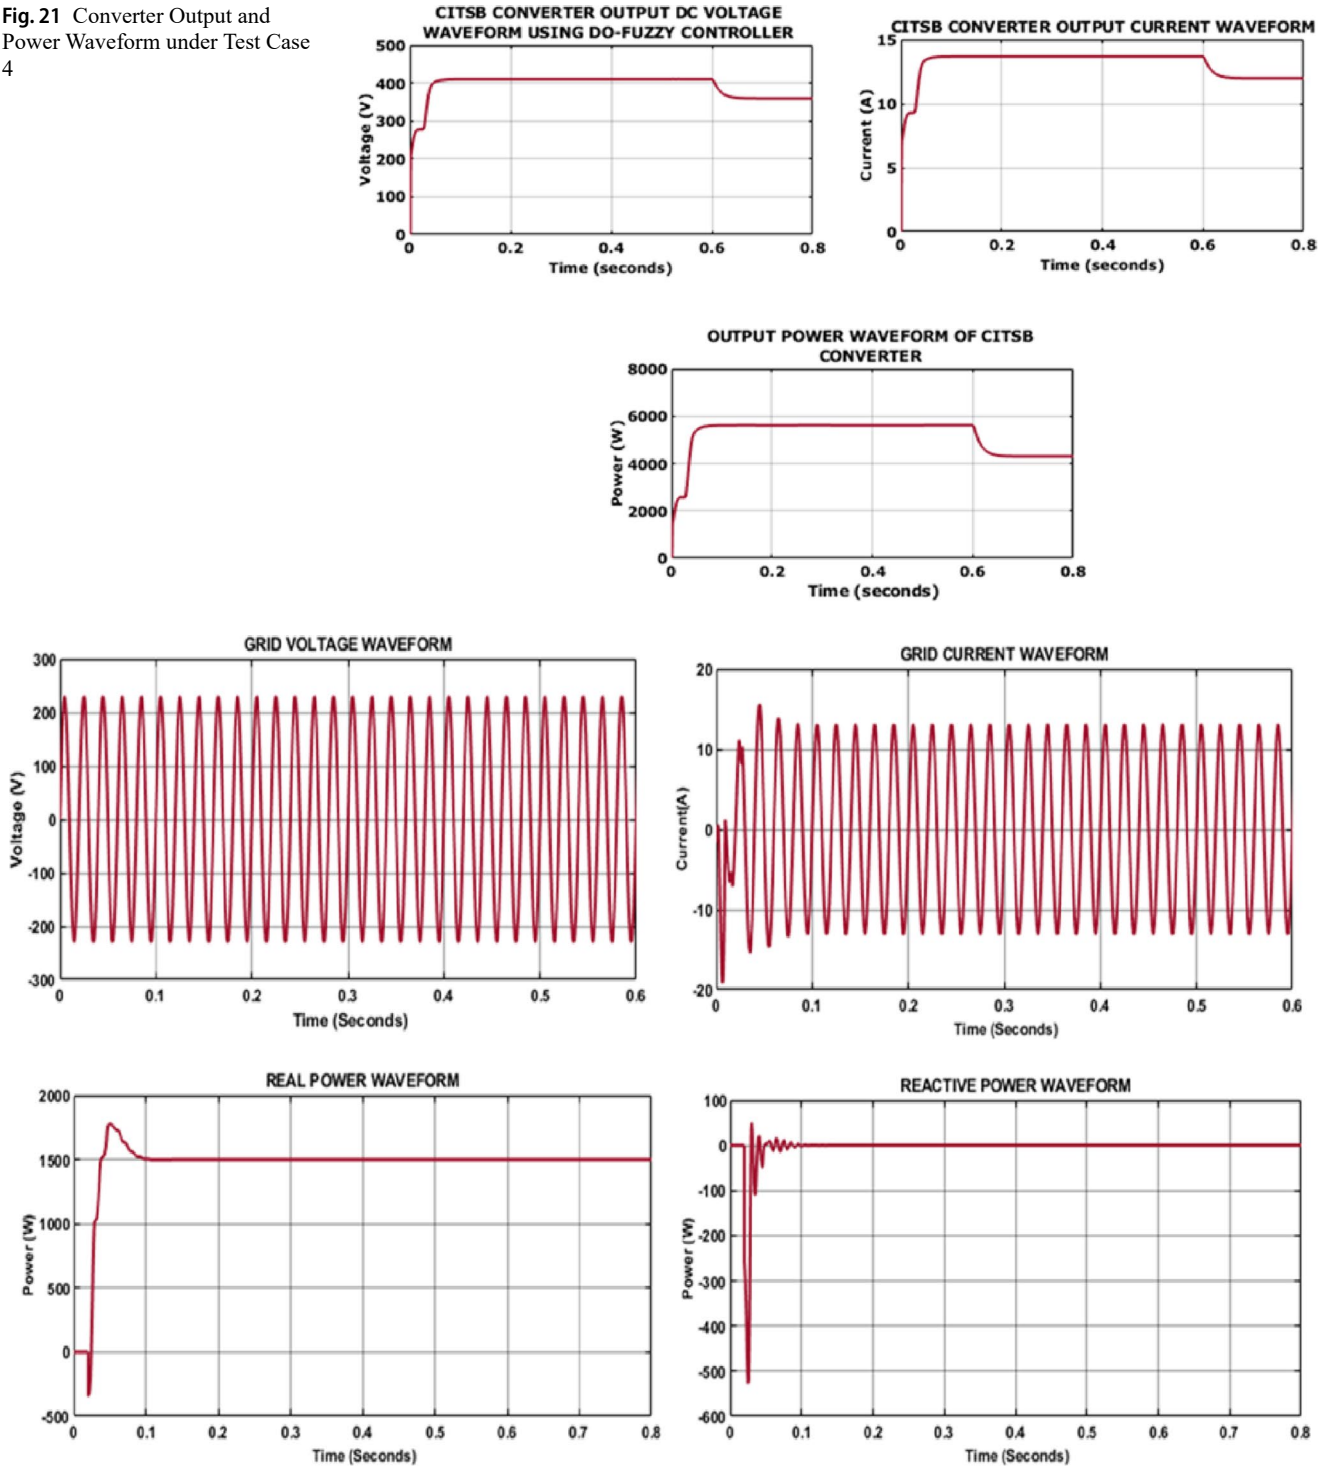 Fig. 21 Converter Output and
Power Waveform under Test Case
4
CITSB CONVERTER OUTPUT DC VOLTAGE
WAVEFORM USING DO-FUZZY CONTROLLER
500
400
300
200
100
0
Voltage (V)
0 0.2 0.4 0.6 0.8
Time (seconds)
CITSB CONVERTER OUTPUT CURRENT WAVEFORM
15
10
5
0
Current (A)
0 0.2 0.4 0.6 0.8
Time (seconds)
OUTPUT POWER WAVEFORM OF CITSB
CONVERTER
8000
6000
4000
2000
0
Power (W)
0 0.2 0.4 0.6 0.8
Time (seconds)
GRID VOLTAGE WAVEFORM
300
200
100
0
-100
-200
-300
Voltage (V)
0 0.1 0.2 0.3 0.4 0.5 0.6
Time (Seconds)
GRID CURRENT WAVEFORM
20
10
0
-10
-20
Current(A)
0 0.1 0.2 0.3 0.4 0.5 0.6
Time (Seconds)
REAL POWER WAVEFORM
2000
1500
1000
500
0
-500
Power (W)
0 0.1 0.2 0.3 0.4 0.5 0.6 0.7 0.8
Time (Seconds)
REACTIVE POWER WAVEFORM
100
0
-100
-200
-300
-400
-500
-600
Power (W)
0 0.1 0.2 0.3 0.4 0.5 0.6 0.7 0.8
Time (Seconds)